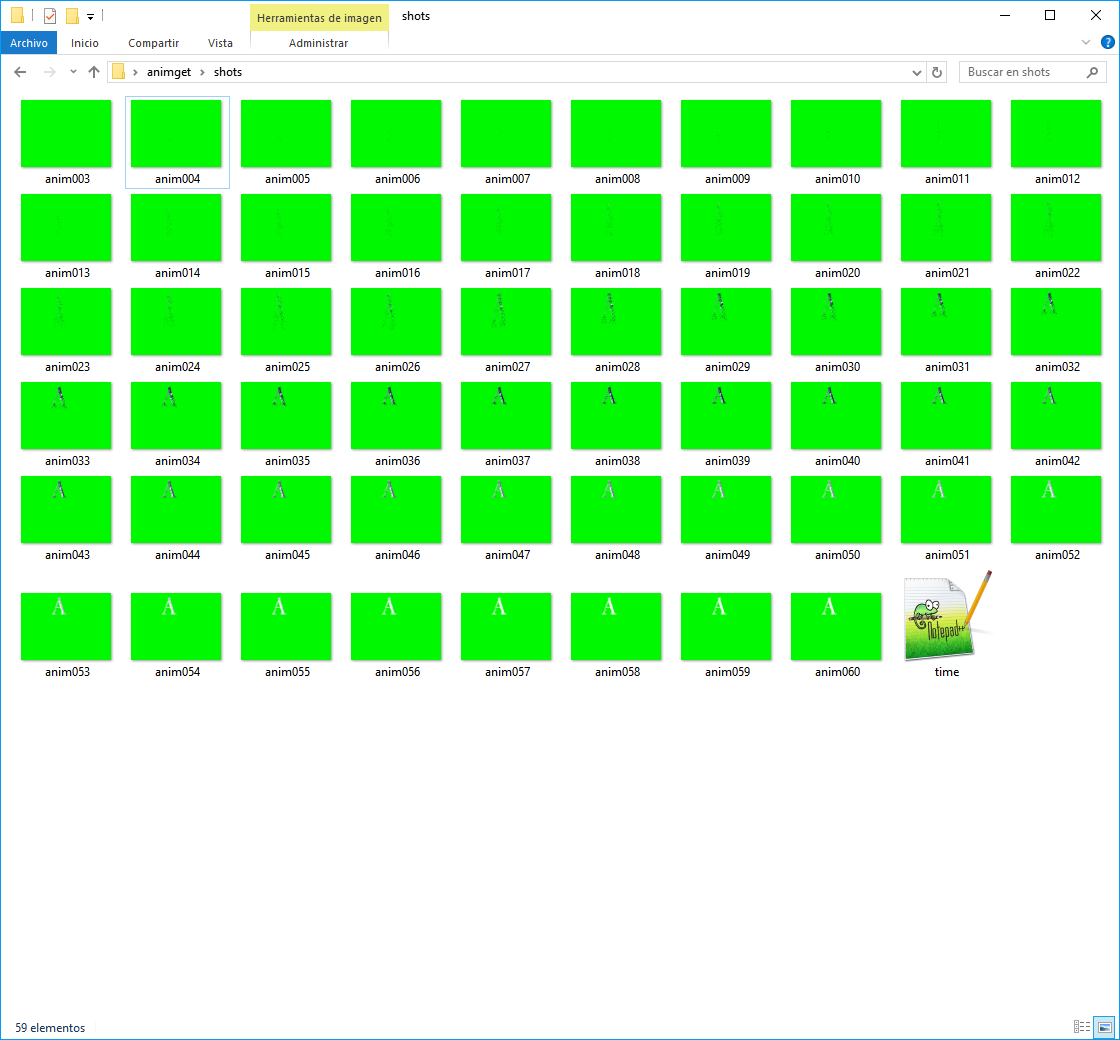 Herramientas de imagen shots
Archivo Inicio Compartir Vista Administrar
animget shots Buscar en shots
anim003 anim004 anim005 anim006 anim007 anim008 anim009 anim010 anim011 anim012
anim013 anim014 anim015 anim016 anim017 anim018 anim019 anim020 anim021 anim022
A A A A A A
anim023 anim024 anim025 anim026 anim027 anim028 anim029 anim030 anim031 anim032
A A A A A A A A A A
anim033 anim034 anim035 anim036 anim037 anim038 anim039 anim040 anim041 anim042
A A A A A A A A A A
anim043 anim044 anim045 anim046 anim047 anim048 anim049 anim050 anim051 anim052
A A A A A A A A Notepad++
anim053 anim054 anim055 anim056 anim057 anim058 anim059 anim060 time
59 elementos